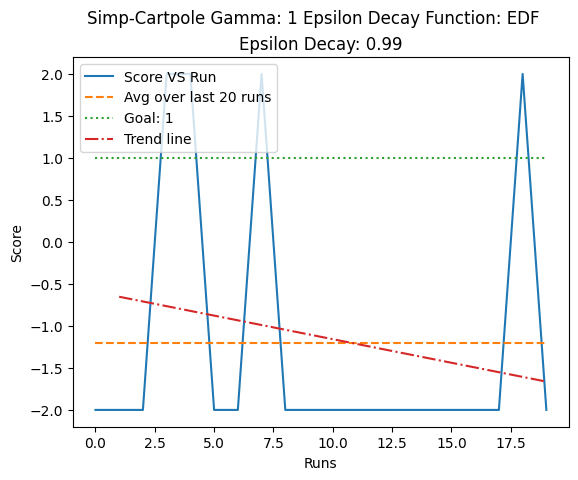 Simp-Cartpole Gamma: 1 Epsilon Decay Function: EDF
Epsilon Decay: 0.99
Score VS Run
Avg over last 20 runs
Goal: 1
Trend line
2.0
1.5
1.0
0.5
0.0
−0.5
−1.0
−1.5
−2.0
Score
0.0 2.5 5.0 7.5 10.0 12.5 15.0 17.5
Runs